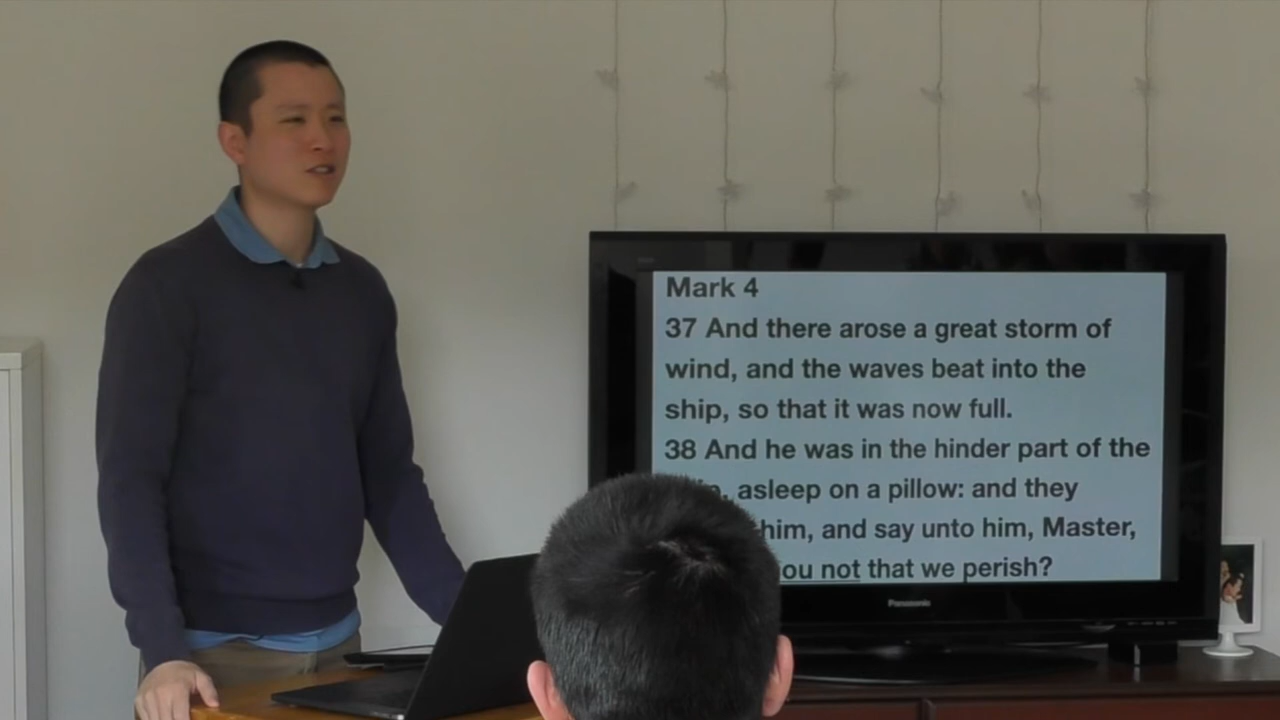 Mark 4
37 And there arose a great storm of
wind, and the waves beat into the
ship, so that it was now full.
38 And he was in the hinder part of the
asleep on a pillow: and they
him, and say unto him, Master,
not that we perish?
Panasonic